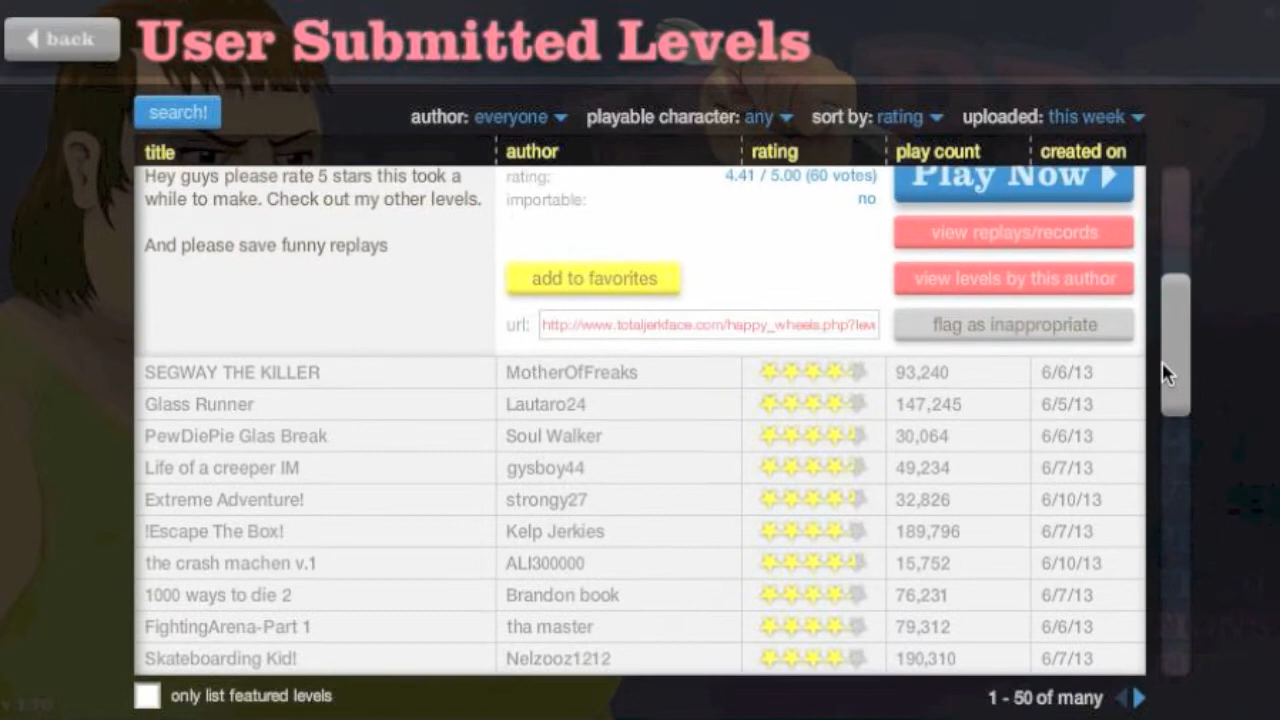 back
User Submitted Levels
search!
author: everyone playable character: any sort by: rating uploaded: this week
title author rating play count created on
Hey guys please rate 5 stars this took a
while to make. Check out my other levels.
And please save funny replays
rating: 4.41 / 5.00 (60 votes)
importable: no
add to favorites
url: http://www.totaljerkface.com/happy_wheels.php?lev
Play Now
view replays/records
view levels by this author
flag as inappropriate
SEGWAY THE KILLER MotherOfFreaks 93,240 6/6/13
Glass Runner Lautaro24 147,245 6/5/13
PewDiePie Glas Break Soul Walker 30,064 6/6/13
Life of a creeper IM gysboy44 49,234 6/7/13
Extreme Adventure! strongy27 32,826 6/10/13
!Escape The Box! Kelp Jerkies 189,796 6/7/13
the crash machen v.1 ALI300000 15,752 6/10/13
1000 ways to die 2 Brandon book 76,231 6/7/13
FightingArena-Part 1 tha master 79,312 6/6/13
Skateboarding Kid! Nelzooz1212 190,310 6/7/13
only list featured levels
1 - 50 of many